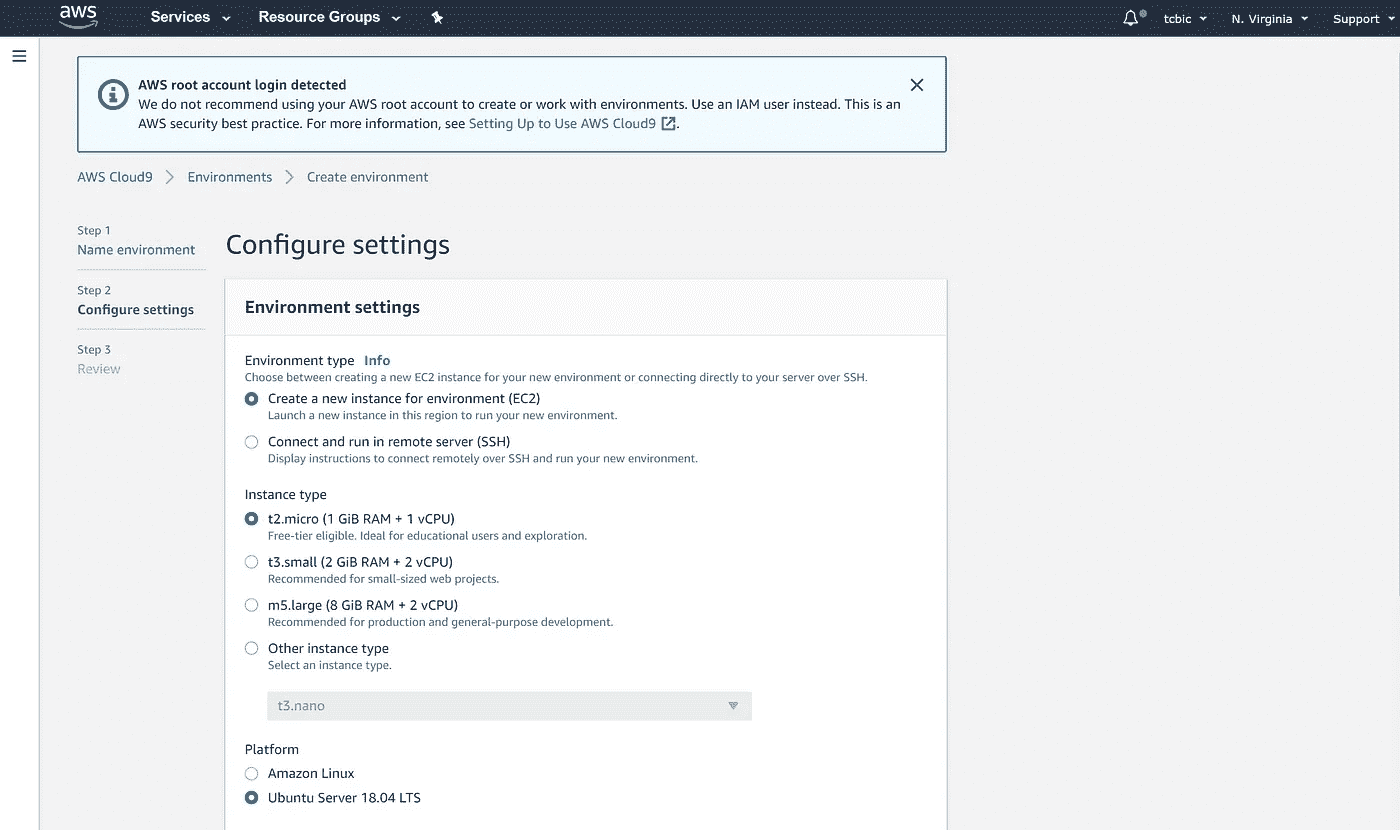 aws
Services
Resource Groups
tcbic
N. Virginia
Support
AWS root account login detected
We do not recommend using your AWS root account to create or work with environments. Use an IAM user instead. This is an
AWS security best practice. For more information, see Setting Up to Use AWS Cloud9.
AWS Cloud9 > Environments > Create environment
Step 1
Name environment
Step 2
Configure settings
Step 3
Review
Configure settings
Environment settings
Environment type Info
Choose between creating a new EC2 instance for your new environment or connecting directly to your server over SSH.
Create a new instance for environment (EC2)
Launch a new instance in this region to run your new environment.
Connect and run in remote server (SSH)
Display instructions to connect remotely over SSH and run your new environment.
Instance type
t2.micro (1 GiB RAM + 1 vCPU)
Free-tier eligible. Ideal for educational users and exploration.
t3.small (2 GiB RAM + 2 vCPU)
Recommended for small-sized web projects.
m5.large (8 GiB RAM + 2 vCPU)
Recommended for production and general-purpose development.
Other instance type
Select an instance type.
t3.nano
Platform
Amazon Linux
Ubuntu Server 18.04 LTS